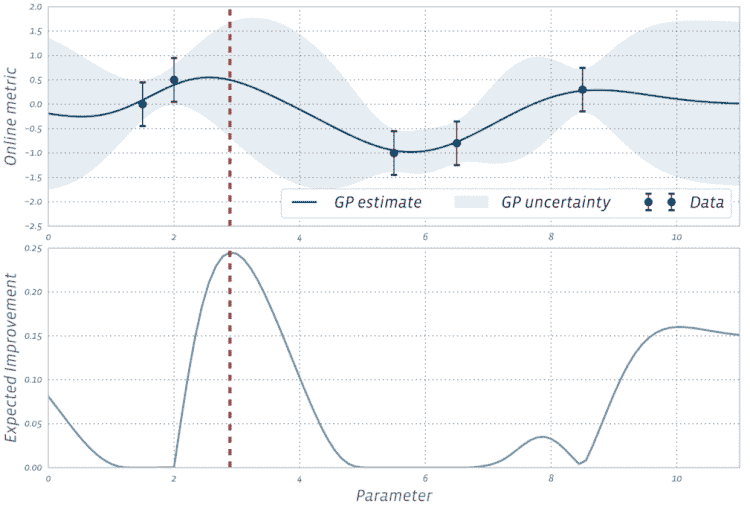 2.0
1.5
1.0
0.5
0.0
−0.5
−1.0
−1.5
−2.0
−2.5
Online metric
GP estimate GP uncertainty Data
0 2 4 6 8 10
0.25
0.20
0.15
0.10
0.05
0.00
Expected Improvement
0 2 4 6 8 10
Parameter